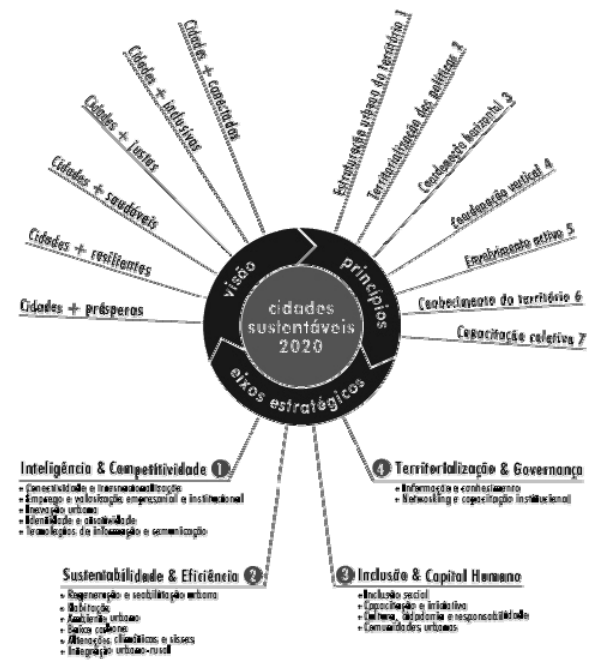 Cidades + conectadas
Cidades + inclusivas
Cidades + justas
Cidades + saudáveis
Cidades + resilientes
Cidades + prósperas
Estruturação urbana do território 1
Territorialização das políticas 2
Coordenação horizontal 3
Coordenação vertical 4
Envolvimento activo 5
Conhecimento do território 6
Capacitação coletiva 7
visão
princípios
eixos estratégicos
cidades
sustentáveis
2020
Inteligência & Competitividade 1
+ Conectividade e
+ Emprego e valorização empresarial e institucional
+ Inovação urbana
+ Identidade e atratividade
+ Tecnologias de informação e comunicação
Sustentabilidade & Eficiência 2
+ Regeneração e reabilitação urbana
+ Habitação
+ Ambiente urbano
+ Baixo carbono
+ Alterações climáticas e riscos
+ Integração urbano-rural
3 Inclusão & Capital Humano
+ Inclusão social
+ Capacitação e iniciativa
+ Cultura, cidadania e responsabilidade
+ Comunidades urbanas
4 Territorialização & Governança
+ Informação e conhecimento
+ Networking e capacitação institucional